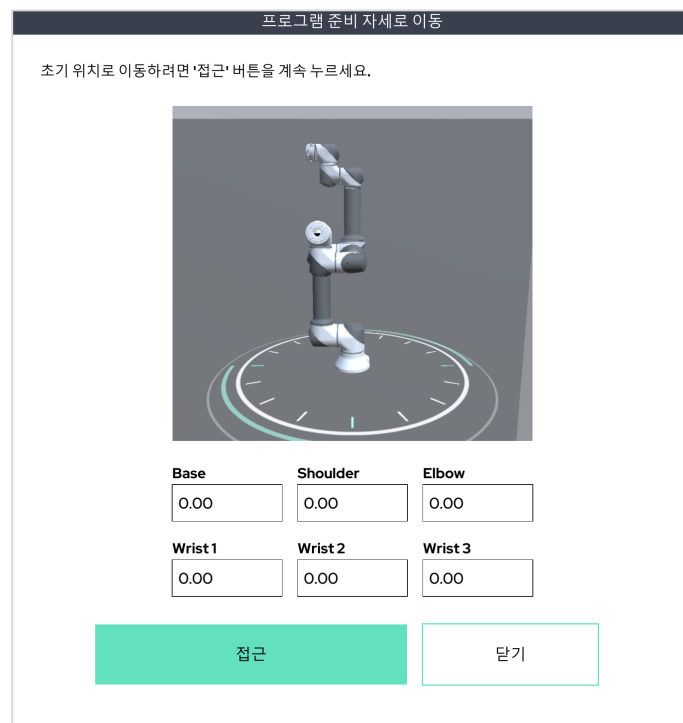 프로그램 준비 자세로 이동
초기 위치로 이동하려면 '접근' 버튼을 계속 누르세요.
Base Shoulder Elbow
0.00 0.00 0.00
Wrist 1 Wrist 2 Wrist 3
0.00 0.00 0.00
접근 닫기